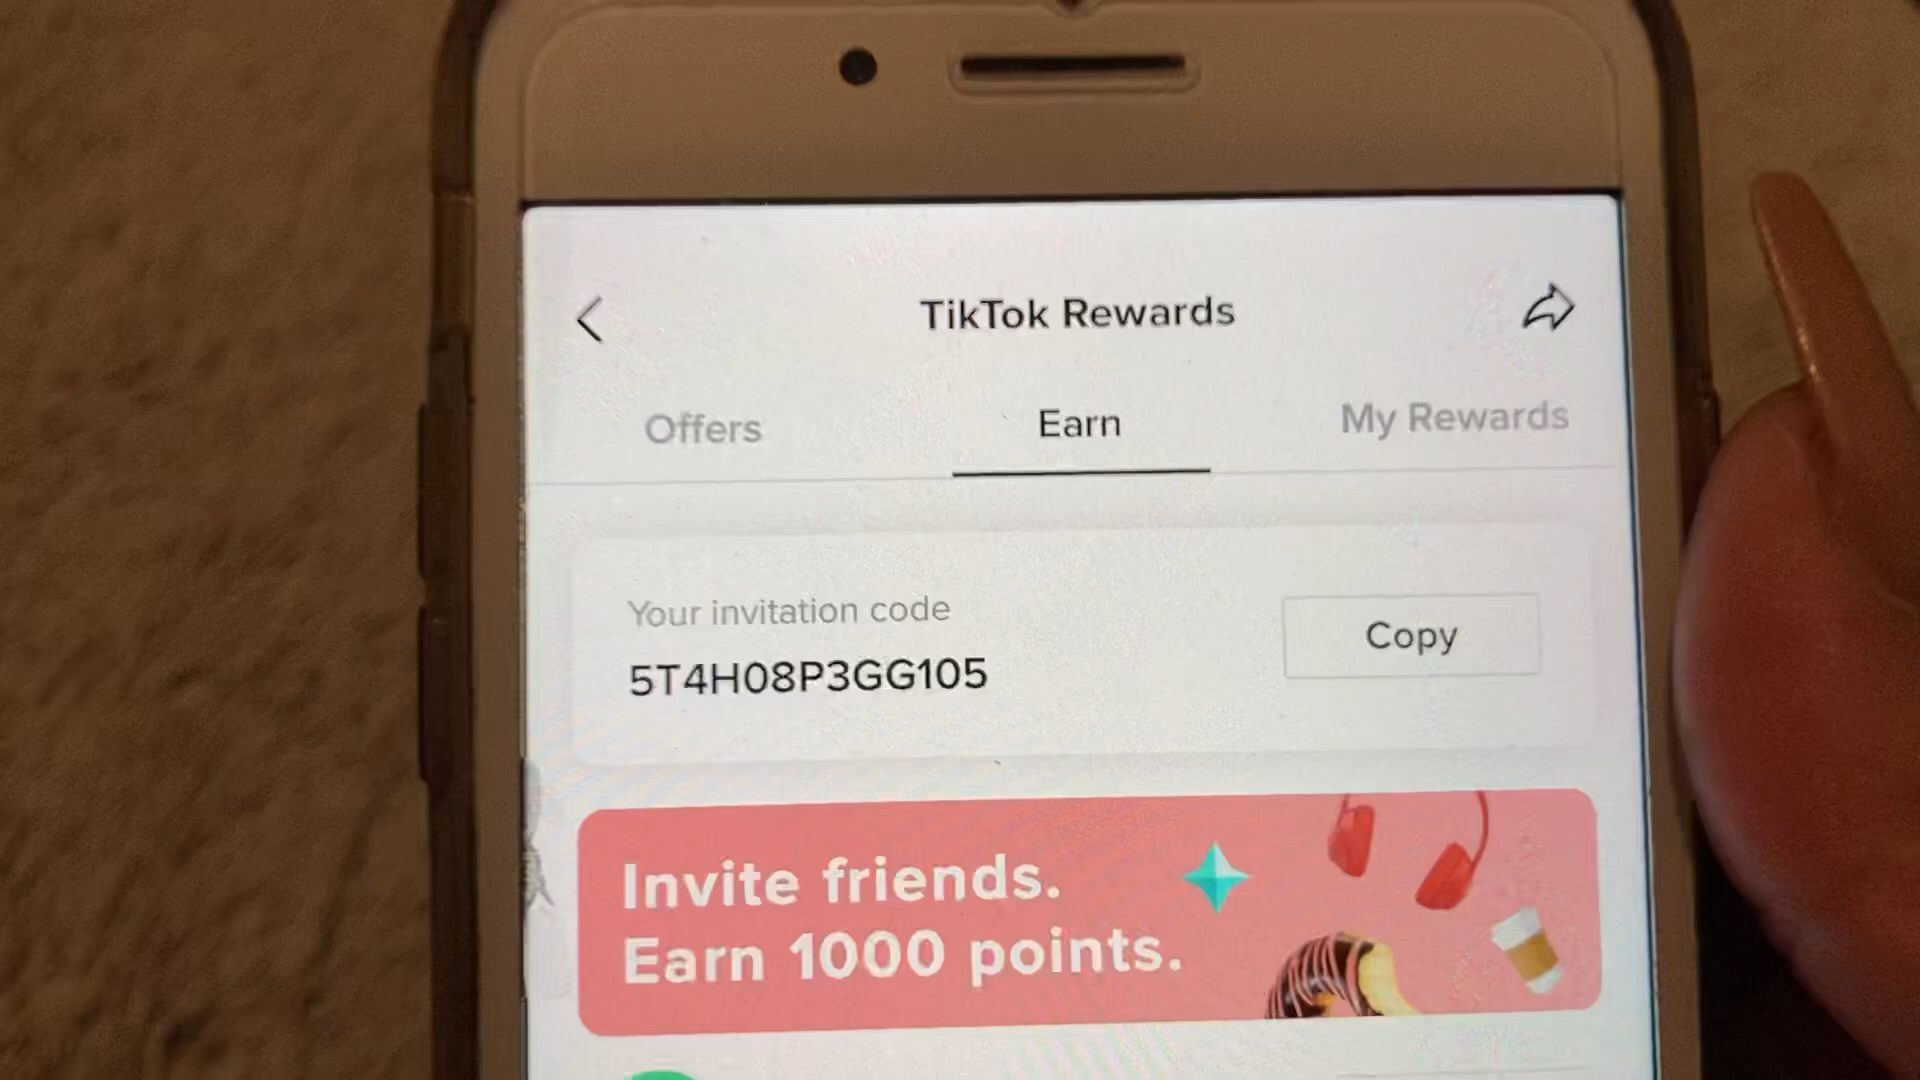 TikTok Rewards
Offers
Earn
My Rewards
Your invitation code
5T4H08P3GG105
Copy
Invite friends.
Earn 1000 points.